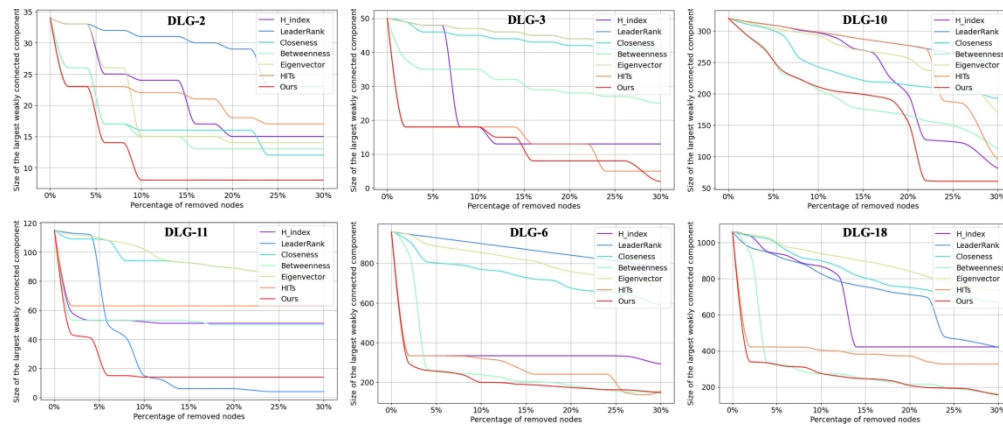 DLG-2
Size of the largest weakly connected component
35
30
25
20
15
10
0%
5%
10%
15%
20%
25%
30%
Percentage of removed nodes
H_index
LeaderRank
Closeness
Betweenness
Eigenvector
HITs
Ours
DLG-3
Size of the largest weakly connected component
50
40
30
20
10
0
0%
5%
10%
15%
20%
25%
30%
Percentage of removed nodes
H_index
LeaderRank
Closeness
Betweenness
Eigenvector
HITs
Ours
DLG-10
Size of the largest weakly connected component
300
250
200
150
100
50
0%
5%
10%
15%
20%
25%
30%
Percentage of removed nodes
H_index
LeaderRank
Closeness
Betweenness
Eigenvector
HITs
Ours
DLG-11
Size of the largest weakly connected component
120
100
80
60
40
20
0
0%
5%
10%
15%
20%
25%
30%
Percentage of removed nodes
H_index
LeaderRank
Closeness
Betweenness
Eigenvector
HITs
Ours
DLG-6
Size of the largest weakly connected component
800
600
400
200
0%
5%
10%
15%
20%
25%
30%
Percentage of removed nodes
H_index
LeaderRank
Closeness
Betweenness
Eigenvector
HITs
Ours
DLG-18
Size of the largest weakly connected component
1000
800
600
400
200
0%
5%
10%
15%
20%
25%
30%
Percentage of removed nodes
H_index
LeaderRank
Closeness
Betweenness
Eigenvector
HITs
Ours